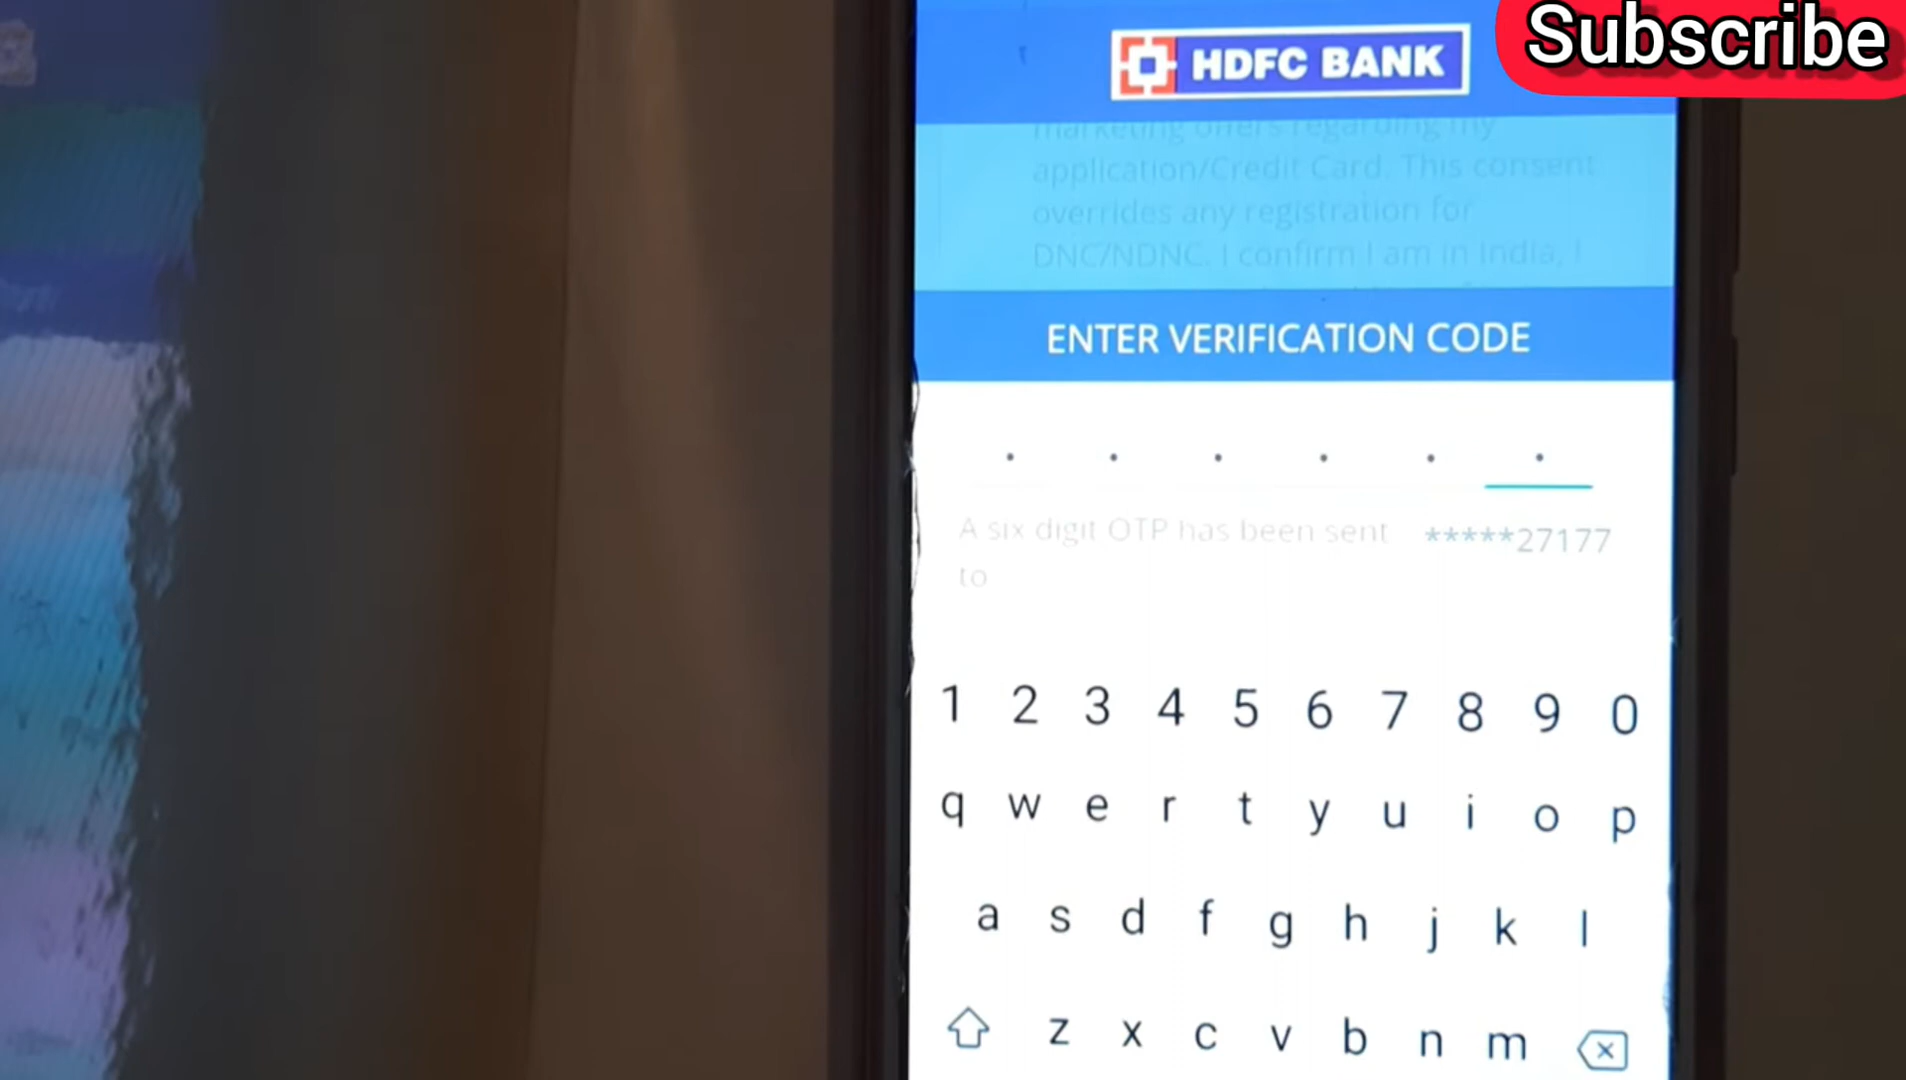 Subscribe
HDFC BANK
marketing offers regarding my
application/Credit Card. This consent
overrides any registration for
DNC/NDNC. I confirm I am in India, I
ENTER VERIFICATION CODE
A six digit OTP has been sent *****27177
to
1 2 3 4 5 6 7 8 9 0
q w e r t y u i o p
a s d f g h j k l
z x c v b n m